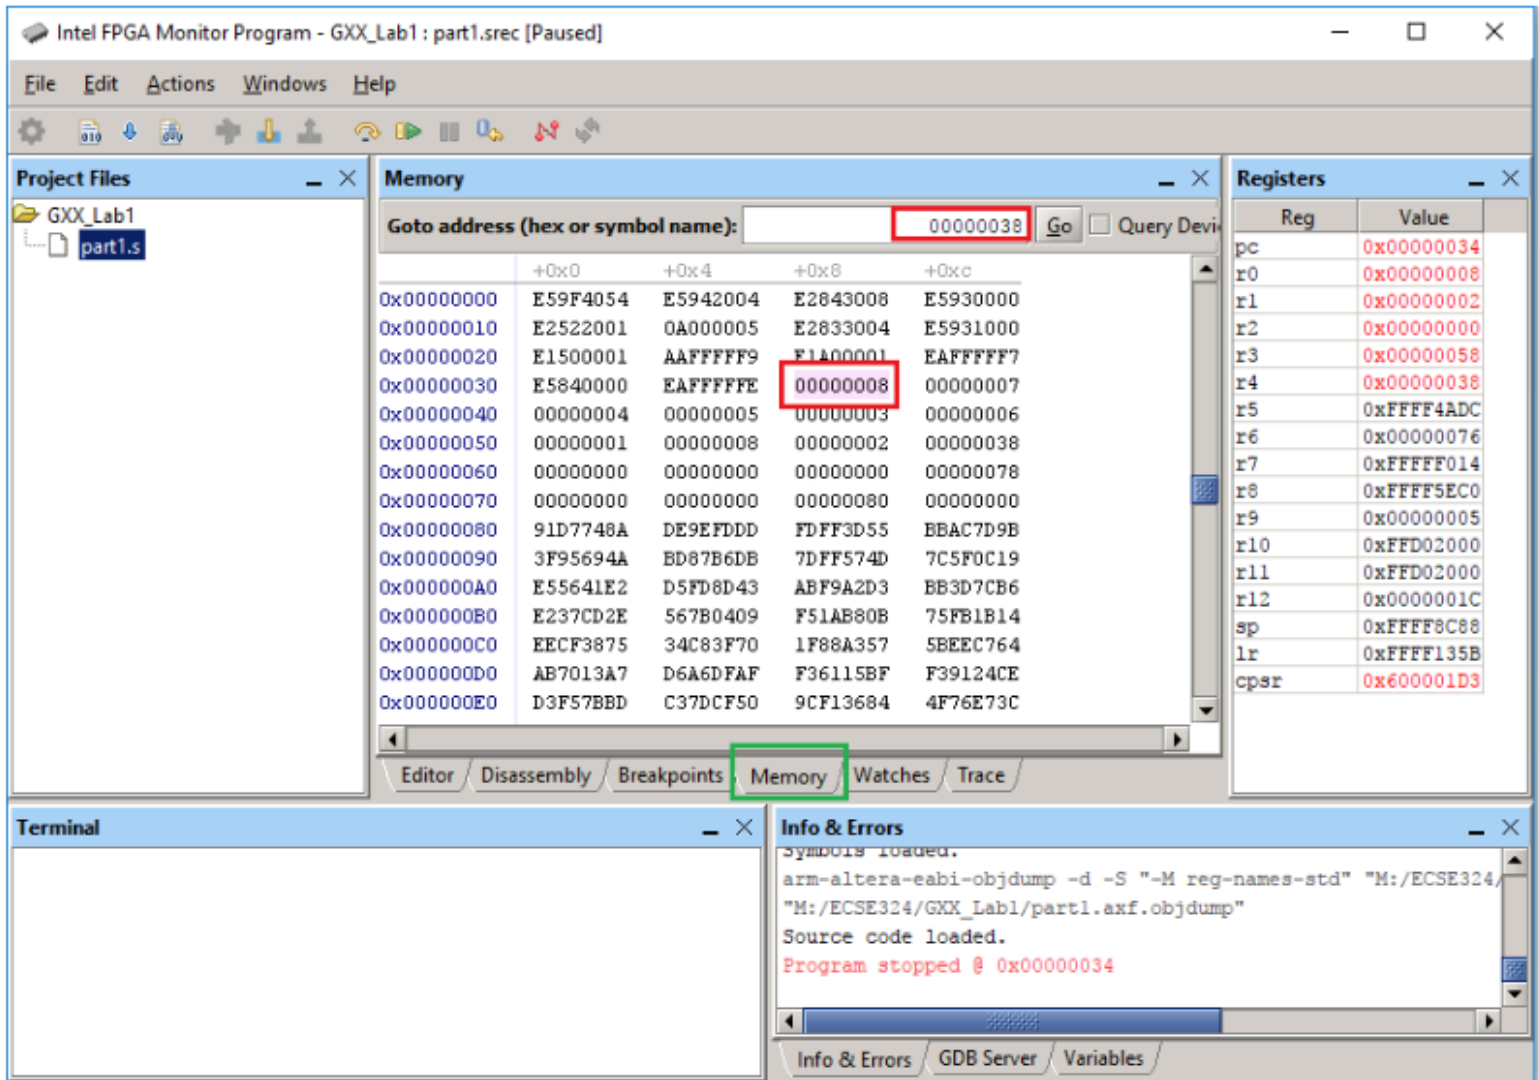 Intel FPGA Monitor Program - GXX_Lab1 : part1.srec [Paused]
File Edit Actions Windows Help
Project Files
GXX_Lab1
part1.s
Memory
Goto address (hex or symbol name): 00000038 Go Query Devi
+0x0 +0x4 +0x8 +0xc
0x00000000 E59F4054 E5942004 E2843008 E5930000
0x00000010 E2522001 0A000005 E2833004 E5931000
0x00000020 E1500001 AAFFFFF9 E1A00001 EAFFFFF7
0x00000030 E5840000 EAFFFFFE 00000008 00000007
0x00000040 00000004 00000005 00000003 00000006
0x00000050 00000001 00000008 00000002 00000038
0x00000060 00000000 00000000 00000000 00000078
0x00000070 00000000 00000000 00000080 00000000
0x00000080 91D7748A DE9EFDDD FDFF3D55 BBAC7D9B
0x00000090 3F95694A BD87B6DB 7DFF574D 7C5F0C19
0x000000A0 E55641E2 D5FD8D43 ABF9A2D3 BB3D7CB6
0x000000B0 E237CD2E 567B0409 F51AB80B 75FB1B14
0x000000C0 EECF3875 34C83F70 1F88A357 5BEEC764
0x000000D0 AB7013A7 D6A6DFAF F36115BF F39124CE
0x000000E0 D3F57BBD C37DCF50 9CF13684 4F76E73C
Editor Disassembly Breakpoints Memory Watches Trace
Registers
Reg Value
pc 0x00000034
r0 0x00000008
r1 0x00000002
r2 0x00000000
r3 0x00000058
r4 0x00000038
r5 0xFFFF4ADC
r6 0x00000076
r7 0xFFFFF014
r8 0xFFFF5EC0
r9 0x00000005
r10 0xFFD02000
r11 0xFFD02000
r12 0x0000001C
sp 0xFFFF8C88
lr 0xFFFF135B
cpsr 0x600001D3
Terminal
Info & Errors
Symbols loaded.
arm-altera-eabi-objdump -d -S "-M reg-names-std" "M:/ECSE324/
"M:/ECSE324/GXX_Lab1/part1.axf.objdump"
Source code loaded.
Program stopped @ 0x00000034
Info & Errors GDB Server Variables